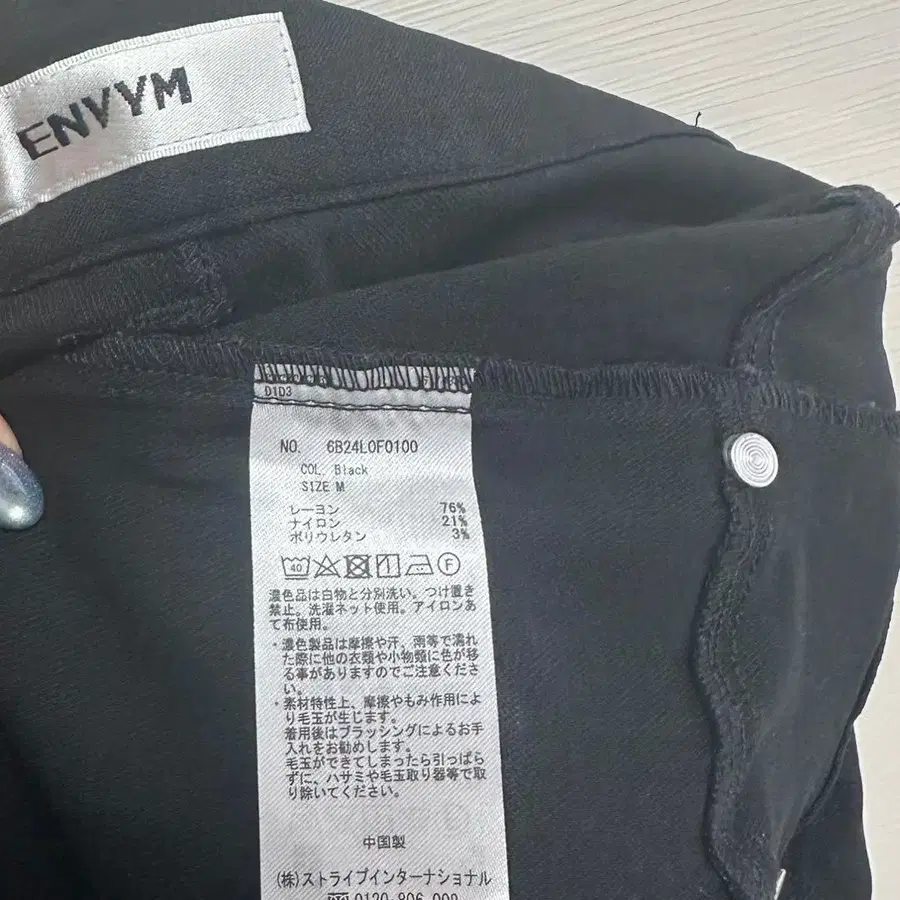 ENVYM
D1D3
NO. 6B24L0F0100
COL. Black
SIZE M
レーヨン 76%
ナイロン 21%
ポリウレタン 3%
40
F
濃色品は白物と分別洗い。つけ置き
禁止。洗濯ネット使用。アイロンあ
て布使用。
・濃色製品は摩擦や汗、雨等で濡れ
た際に他の衣類や小物類に色が移
る事がありますのでご注意くださ
い。
・素材特性上、摩擦やもみ作用によ
り毛玉が生じます。
着用後はブラッシングによるお手
入れをお勧めします。
毛玉ができてしまったら引っぱら
ずに、ハサミや毛玉取り器等で取
り除いてください。
中国製
(株)ストライプインターナショナル
0120-806-008